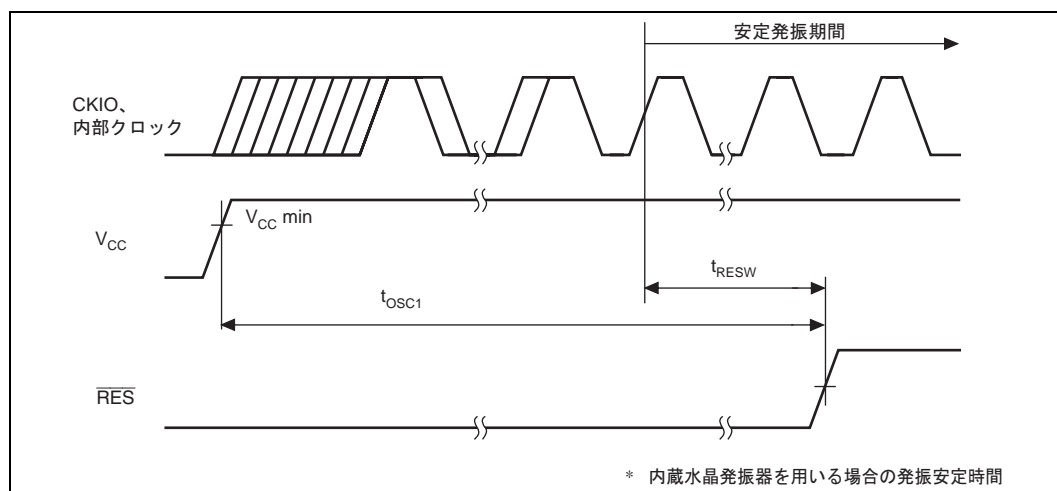 安定発振期間
CKIO、
内部クロック
VCC min
VCC
tRESW
tOSC1
RES
* 内蔵水晶発振器を用いる場合の発振安定時間